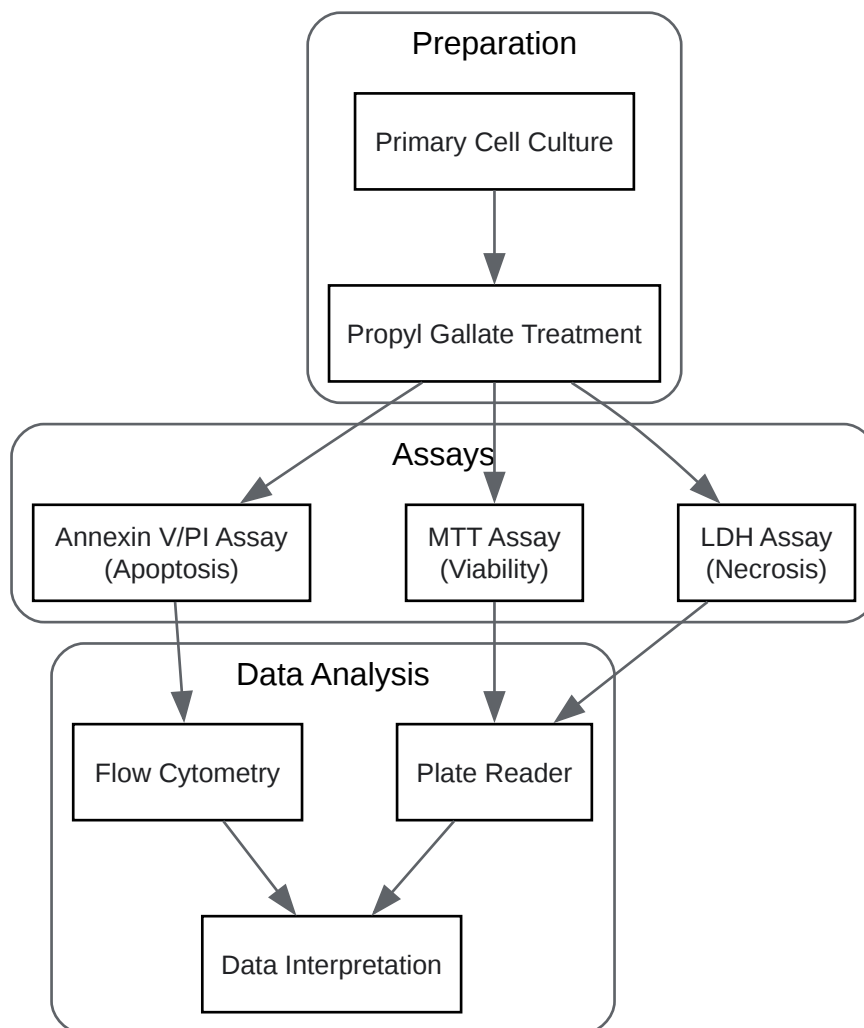 Preparation
Primary Cell Culture
Propyl Gallate Treatment
Assays
Annexin V/PI Assay
(Apoptosis)
MTT Assay
(Viability)
LDH Assay
(Necrosis)
Data Analysis
Flow Cytometry
Plate Reader
Data Interpretation